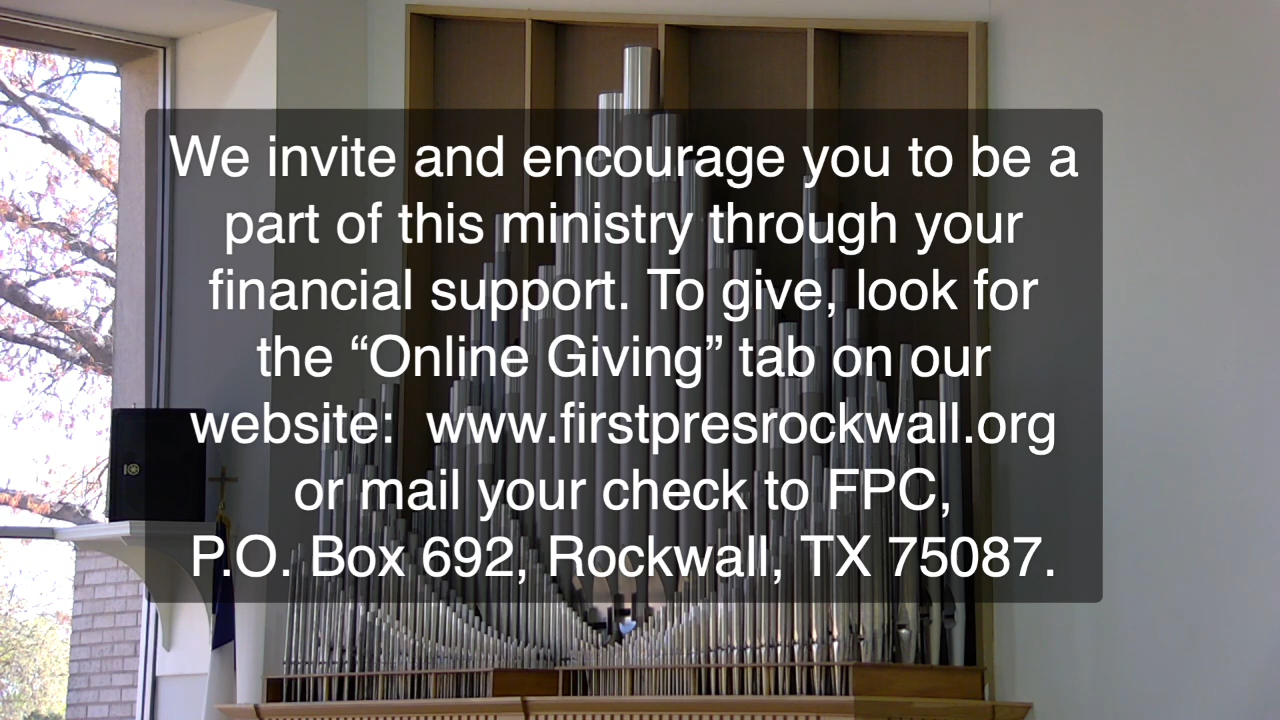 We invite and encourage you to be a
part of this ministry through your
financial support. To give, look for
the “Online Giving” tab on our
website:  www.firstpresrockwall.org
or mail your check to FPC,
P.O. Box 692, Rockwall, TX 75087.